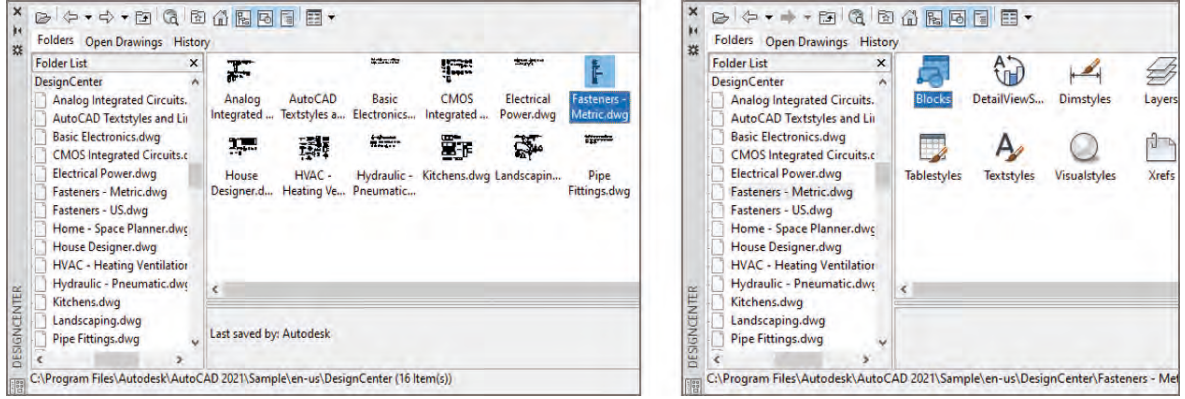 Folders Open Drawings History
Folder List
DesignCenter
Analog Integrated Circuits.
AutoCAD Textstyles and Lin
Basic Electronics.dwg
CMOS Integrated Circuits.c
Electrical Power.dwg
Fasteners - Metric.dwg
Fasteners - US.dwg
Home - Space Planner.dwg
House Designer.dwg
HVAC - Heating Ventilation
Hydraulic - Pneumatic.dwg
Kitchens.dwg
Landscaping.dwg
Pipe Fittings.dwg
Analog AutoCAD Basic CMOS Electrical Fasteners -
Integrated ... Textstyles a... Electronics... Integrated ... Power.dwg Metric.dwg
House HVAC - Hydraulic - Kitchens.dwg Landscapin... Pipe
Designer.d... Heating Ve... Pneumatic... Fittings.dwg
Last saved by: Autodesk
DESIGNCENTER
C:\Program Files\Autodesk\AutoCAD 2021\Sample\en-us\DesignCenter (16 Item(s))
Folders Open Drawings History
Folder List
DesignCenter
Analog Integrated Circuits.
AutoCAD Textstyles and Lin
Basic Electronics.dwg
CMOS Integrated Circuits.c
Electrical Power.dwg
Fasteners - Metric.dwg
Fasteners - US.dwg
Home - Space Planner.dwg
House Designer.dwg
HVAC - Heating Ventilation
Hydraulic - Pneumatic.dwg
Kitchens.dwg
Landscaping.dwg
Pipe Fittings.dwg
Blocks DetailViewS... Dimstyles Layers
Tablestyles Textstyles Visualstyles Xrefs
DESIGNCENTER
C:\Program Files\Autodesk\AutoCAD 2021\Sample\en-us\DesignCenter\Fasteners - Met